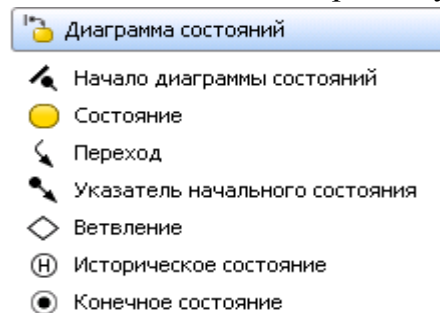 Диаграмма состояний
Начало диаграммы состояний
Состояние
Переход
Указатель начального состояния
Ветвление
H Историческое состояние
Конечное состояние